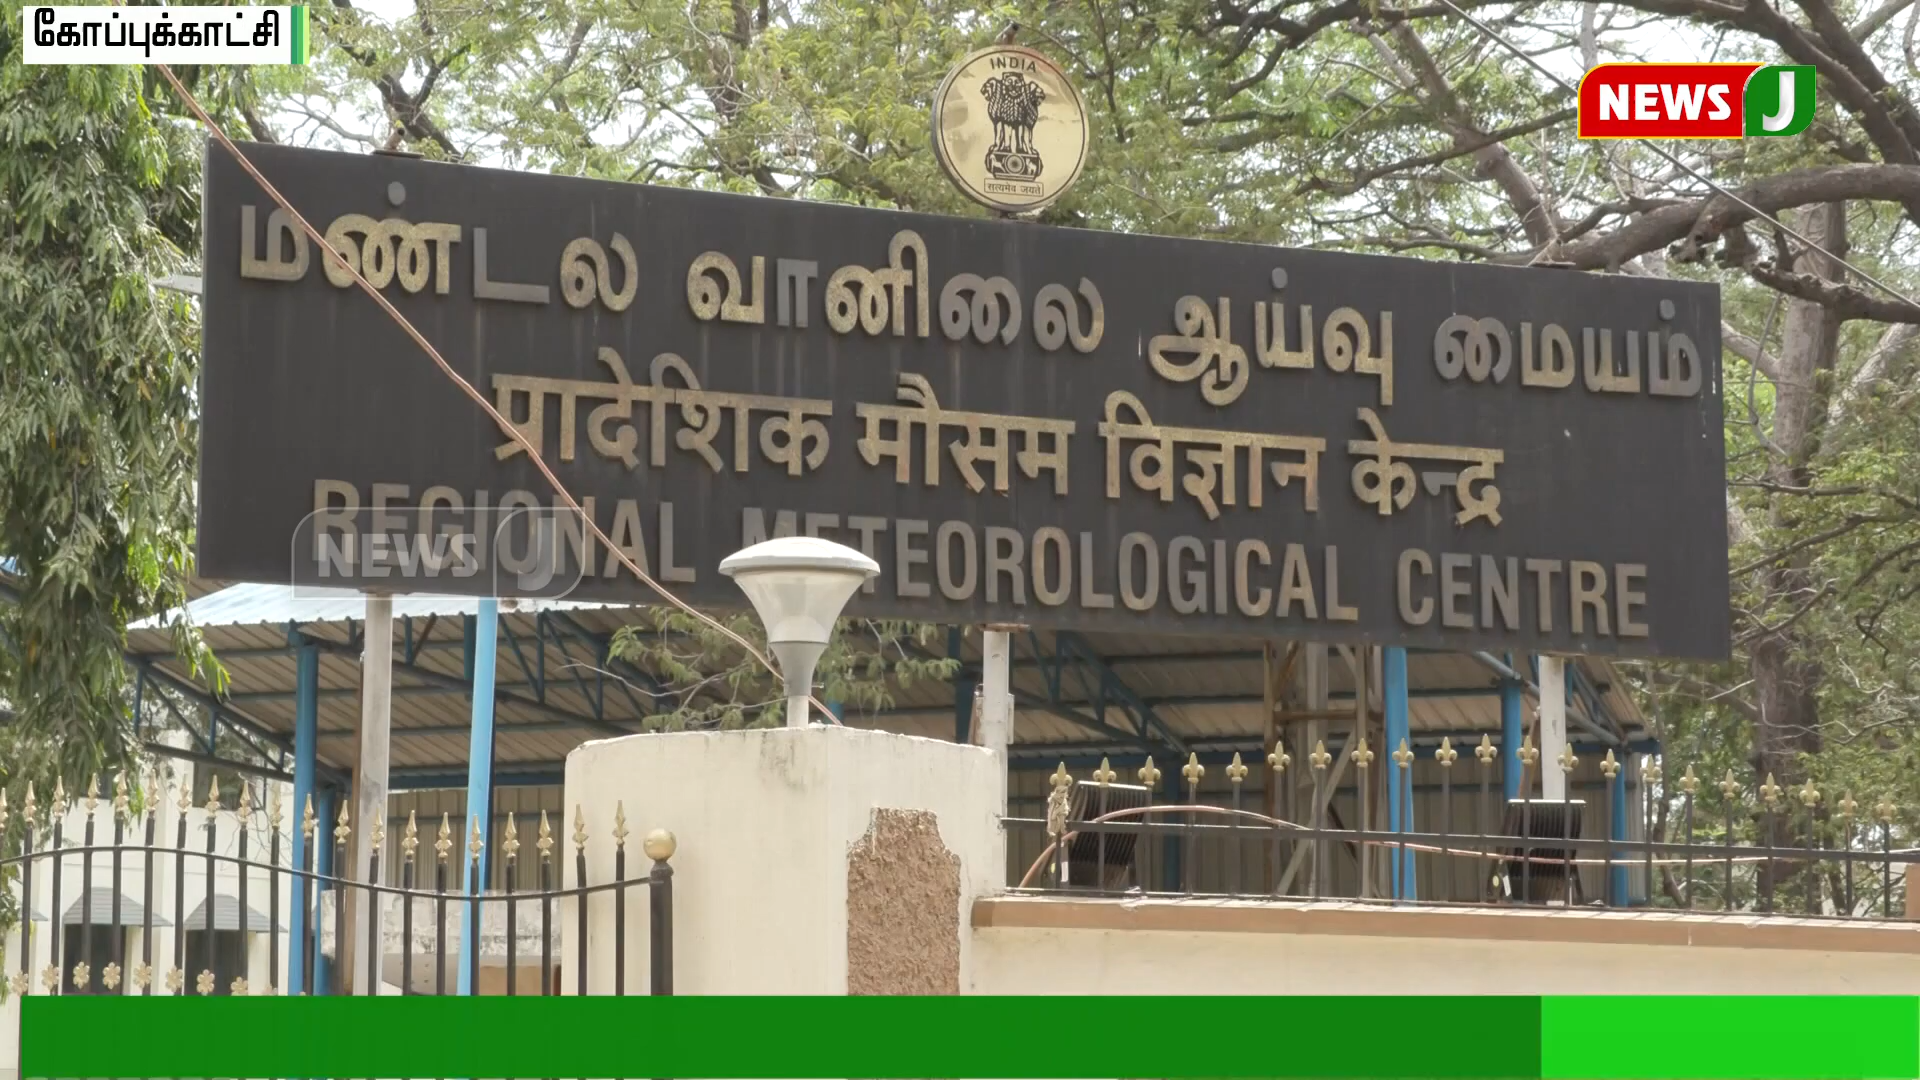 கோப்புக்காட்சி
NEWS J
INDIA
सत्यमेव जयते
மண்டல வானிலை ஆய்வு மையம்
प्रादेशिक मौसम विज्ञान केन्द्र
REGIONAL METEOROLOGICAL CENTRE
NEWS J